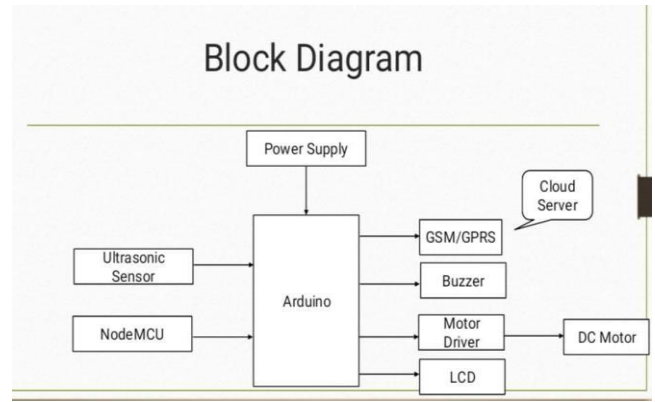 Block Diagram
Power Supply
Cloud
Server
GSM/GPRS
Ultrasonic
Sensor
Buzzer
Arduino
NodeMCU
Motor
Driver
DC Motor
LCD